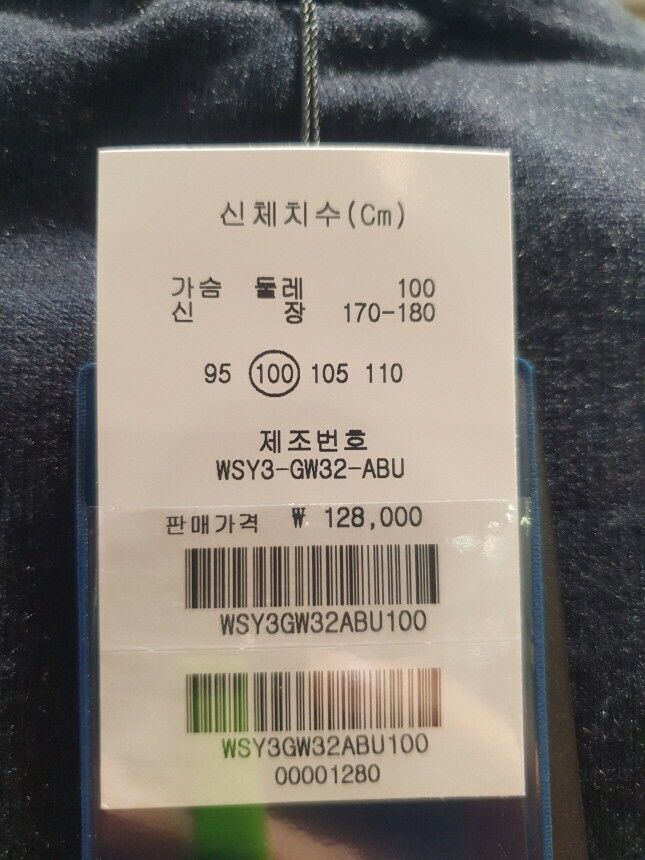 신체치수(Cm)
가슴 둘레 100
신 장 170-180
95 100 105 110
제조번호
WSY3-GW32-ABU
판매가격 ₩ 128,000
WSY3GW32ABU100
WSY3GW32ABU100
00001280